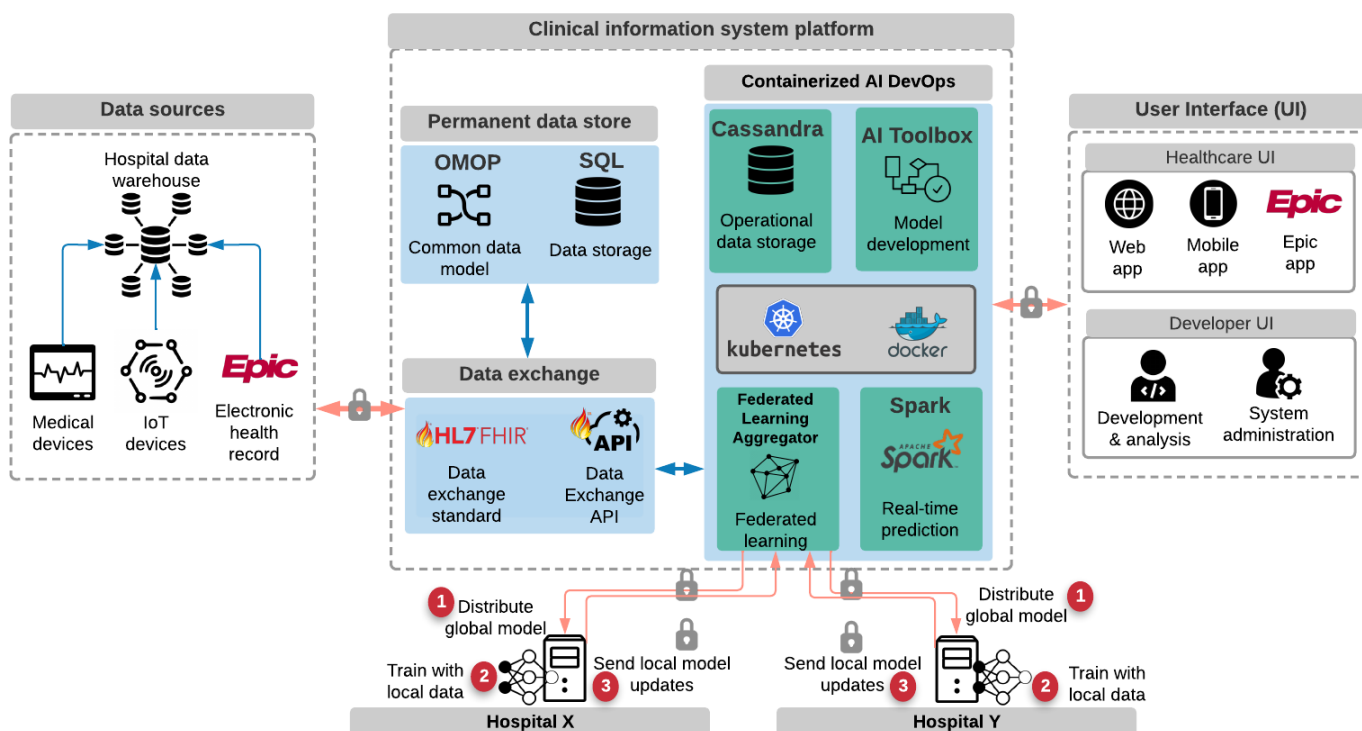 Clinical information system platform
Data sources
Hospital data
warehouse
Medical
devices
IoT
devices
Epic
Electronic
health
record
Permanent data store
OMOP
Common data
model
SQL
Data storage
Data exchange
HL7 FHIR®
Data
exchange
standard
API
Data
Exchange
API
Containerized AI DevOps
Cassandra
Operational
data storage
AI Toolbox
Model
development
kubernetes
docker
Federated
Learning
Aggregator
Federated
learning
Spark
APACHE
Spark™
Real-time
prediction
User Interface (UI)
Healthcare UI
Web
app
Mobile
app
Epic
Epic
app
Developer UI
Development
& analysis
System
administration
1
Distribute
global model
Train with
local data
2
Send local model
updates
3
Hospital X
Distribute
global model
1
Send local model
updates
3
2
Train with
local data
Hospital Y